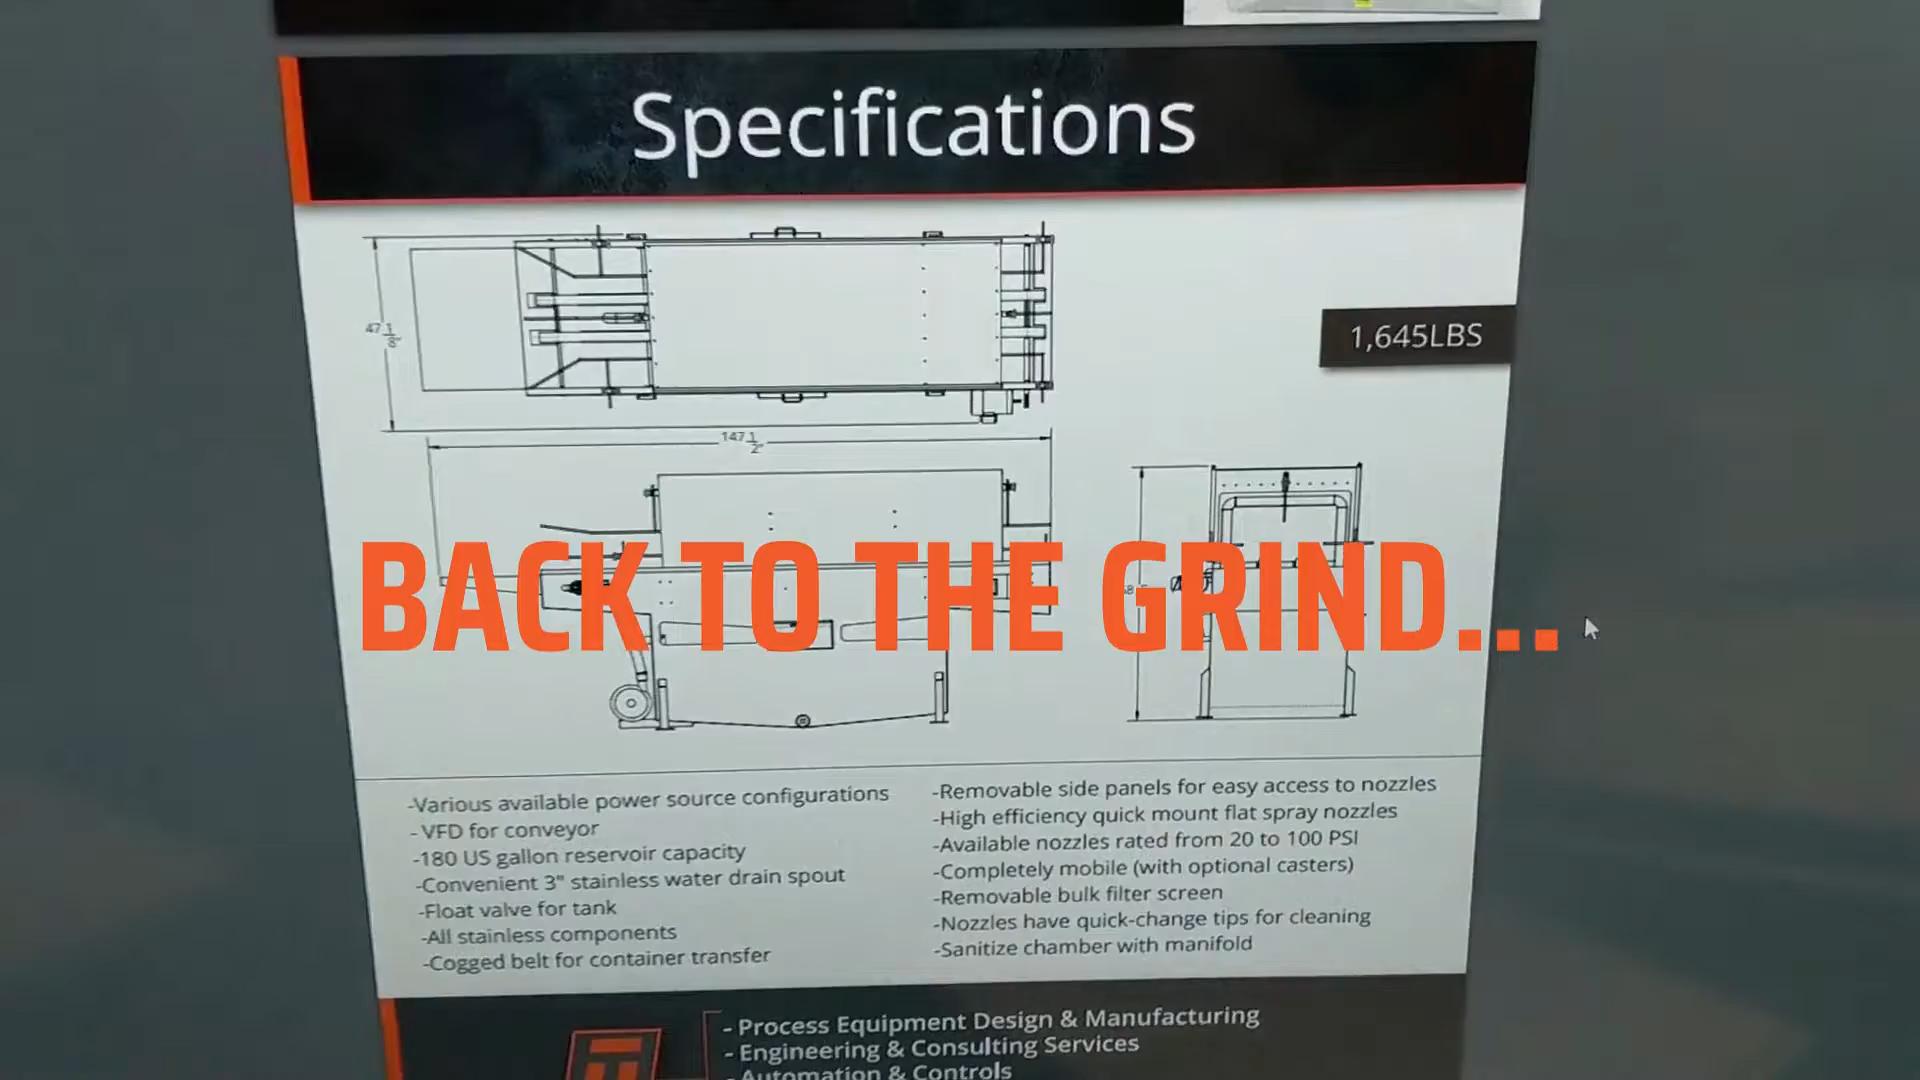 Specifications
47 1/8"
1,645LBS
147 1/2"
BACK TO THE GRIND...
-Various available power source configurations
- VFD for conveyor
-180 US gallon reservoir capacity
-Convenient 3" stainless water drain spout
-Float valve for tank
-All stainless components
-Cogged belt for container transfer
-Removable side panels for easy access to nozzles
-High efficiency quick mount flat spray nozzles
-Available nozzles rated from 20 to 100 PSI
-Completely mobile (with optional casters)
-Removable bulk filter screen
-Nozzles have quick-change tips for cleaning
-Sanitize chamber with manifold
- Process Equipment Design & Manufacturing
- Engineering & Consulting Services
- Automation & Controls